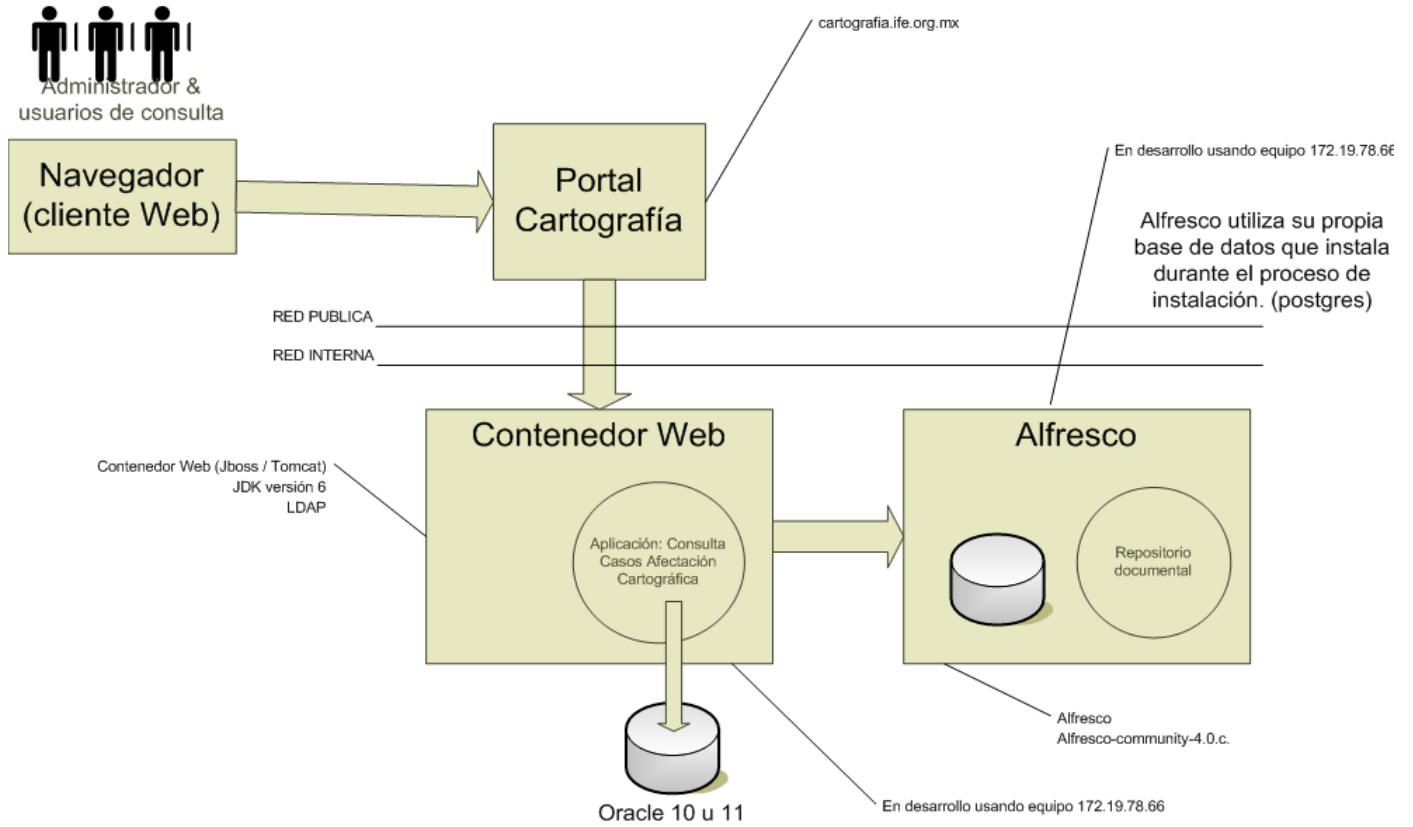 Administrador &
usuarios de consulta
Navegador
(cliente Web)
Portal
Cartografía
cartografia.ife.org.mx
En desarrollo usando equipo 172.19.78.66
Alfresco utiliza su propia
base de datos que instala
durante el proceso de
instalación. (postgres)
RED PUBLICA
RED INTERNA
Contenedor Web
Alfresco
Contenedor Web (Jboss / Tomcat)
JDK versión 6
LDAP
Aplicación: Consulta
Casos Afectación
Cartográfica
Repositorio
documental
Alfresco
Alfresco-community-4.0.c.
Oracle 10 u 11
En desarrollo usando equipo 172.19.78.66